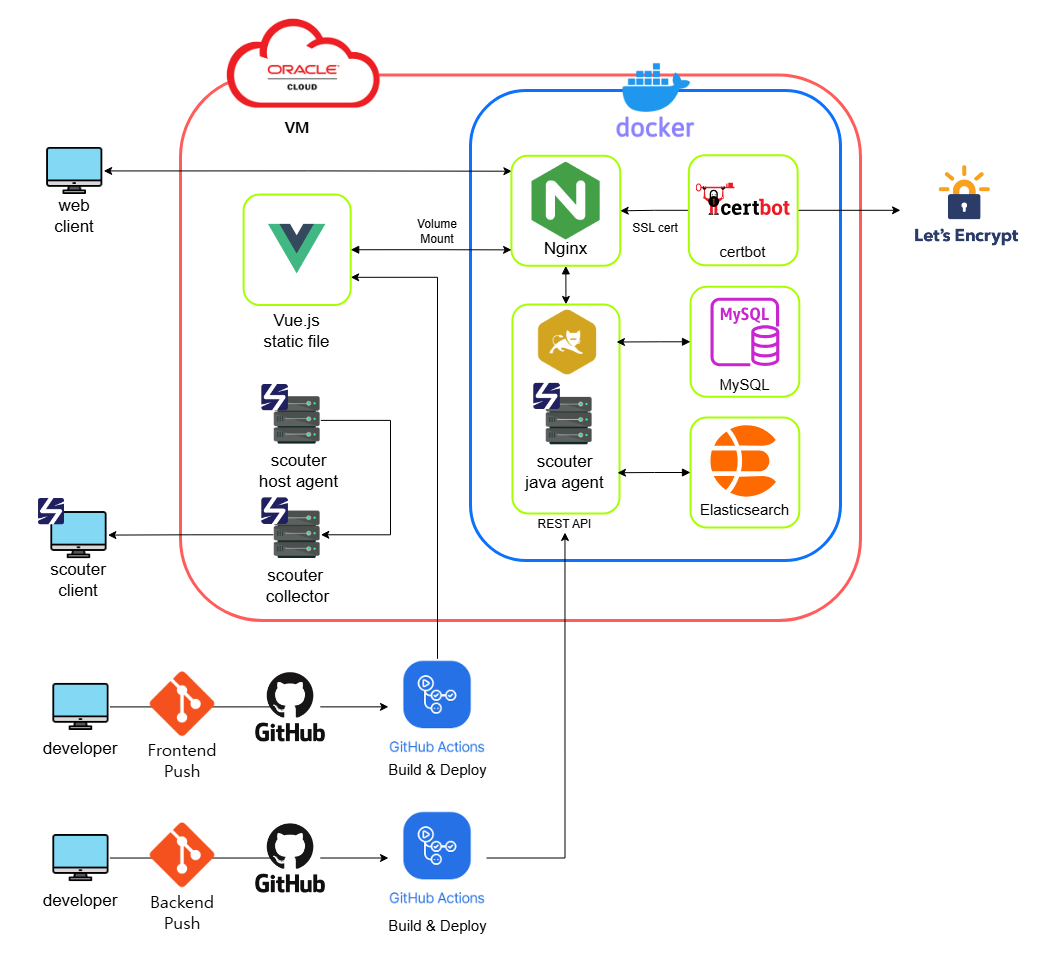 ORACLE
CLOUD
VM
docker
web
client
Volume
Mount
Nginx
SSL cert
certbot
certbot
Let's Encrypt
Vue.js
static file
MySQL
MySQL
scouter
host agent
scouter
java agent
Elasticsearch
REST API
scouter
client
scouter
collector
developer
Frontend
Push
GitHub
GitHub Actions
Build & Deploy
developer
Backend
Push
GitHub
GitHub Actions
Build & Deploy